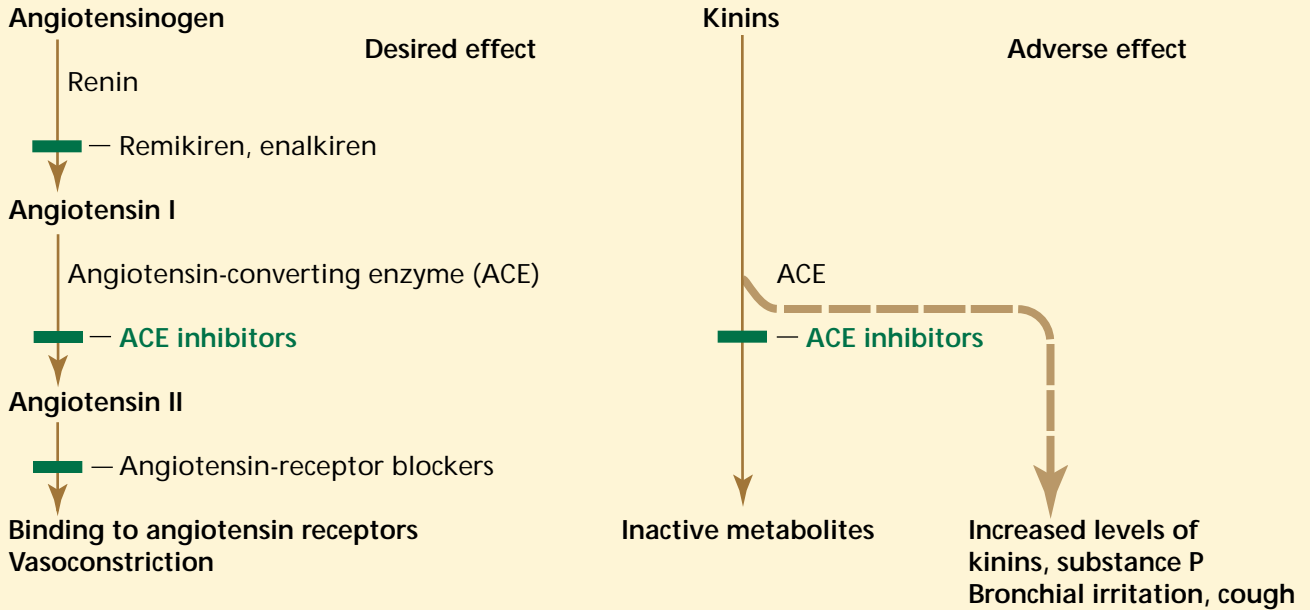 Angiotensinogen
Desired effect
Renin
— Remikiren, enalkiren
Angiotensin I
Angiotensin-converting enzyme (ACE)
— ACE inhibitors
Angiotensin II
— Angiotensin-receptor blockers
Binding to angiotensin receptors
Vasoconstriction
Kinins
Adverse effect
ACE
— ACE inhibitors
Inactive metabolites
Increased levels of
kinins, substance P
Bronchial irritation, cough